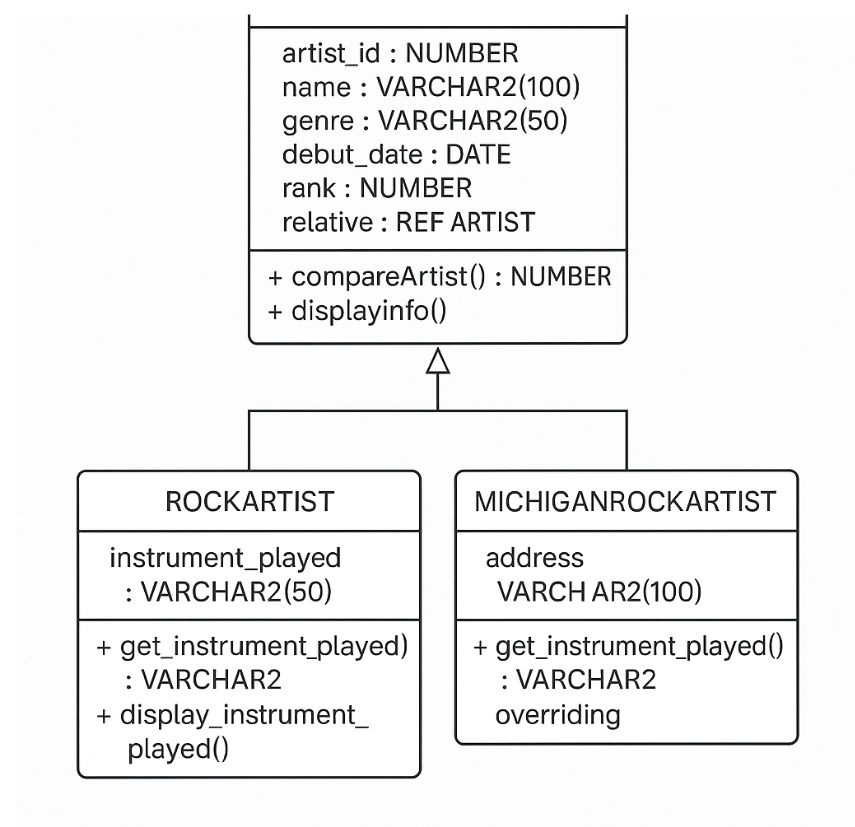 artist_id : NUMBER
name : VARCHAR2(100)
genre : VARCHAR2(50)
debut_date : DATE
rank : NUMBER
relative : REF ARTIST
+ compareArtist() : NUMBER
+ displayinfo()
ROCKARTIST
instrument_played
: VARCHAR2(50)
+ get_instrument_played)
: VARCHAR2
+ display_instrument_
played()
MICHIGANROCKARTIST
address
VARCH AR2(100)
+ get_instrument_played()
: VARCHAR2
overriding